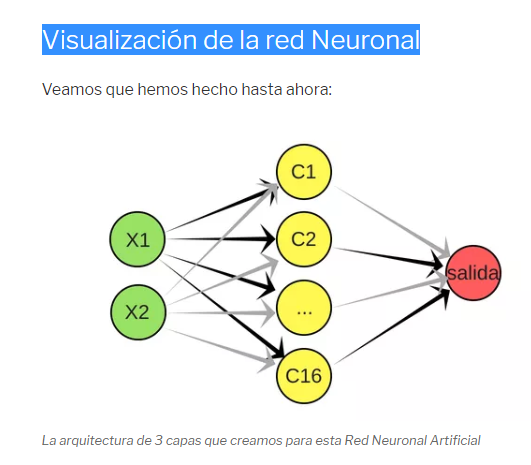 Visualización de la red Neuronal
Veamos que hemos hecho hasta ahora:
C1
X1
C2
salida
X2
...
C16
La arquitectura de 3 capas que creamos para esta Red Neuronal Artificial